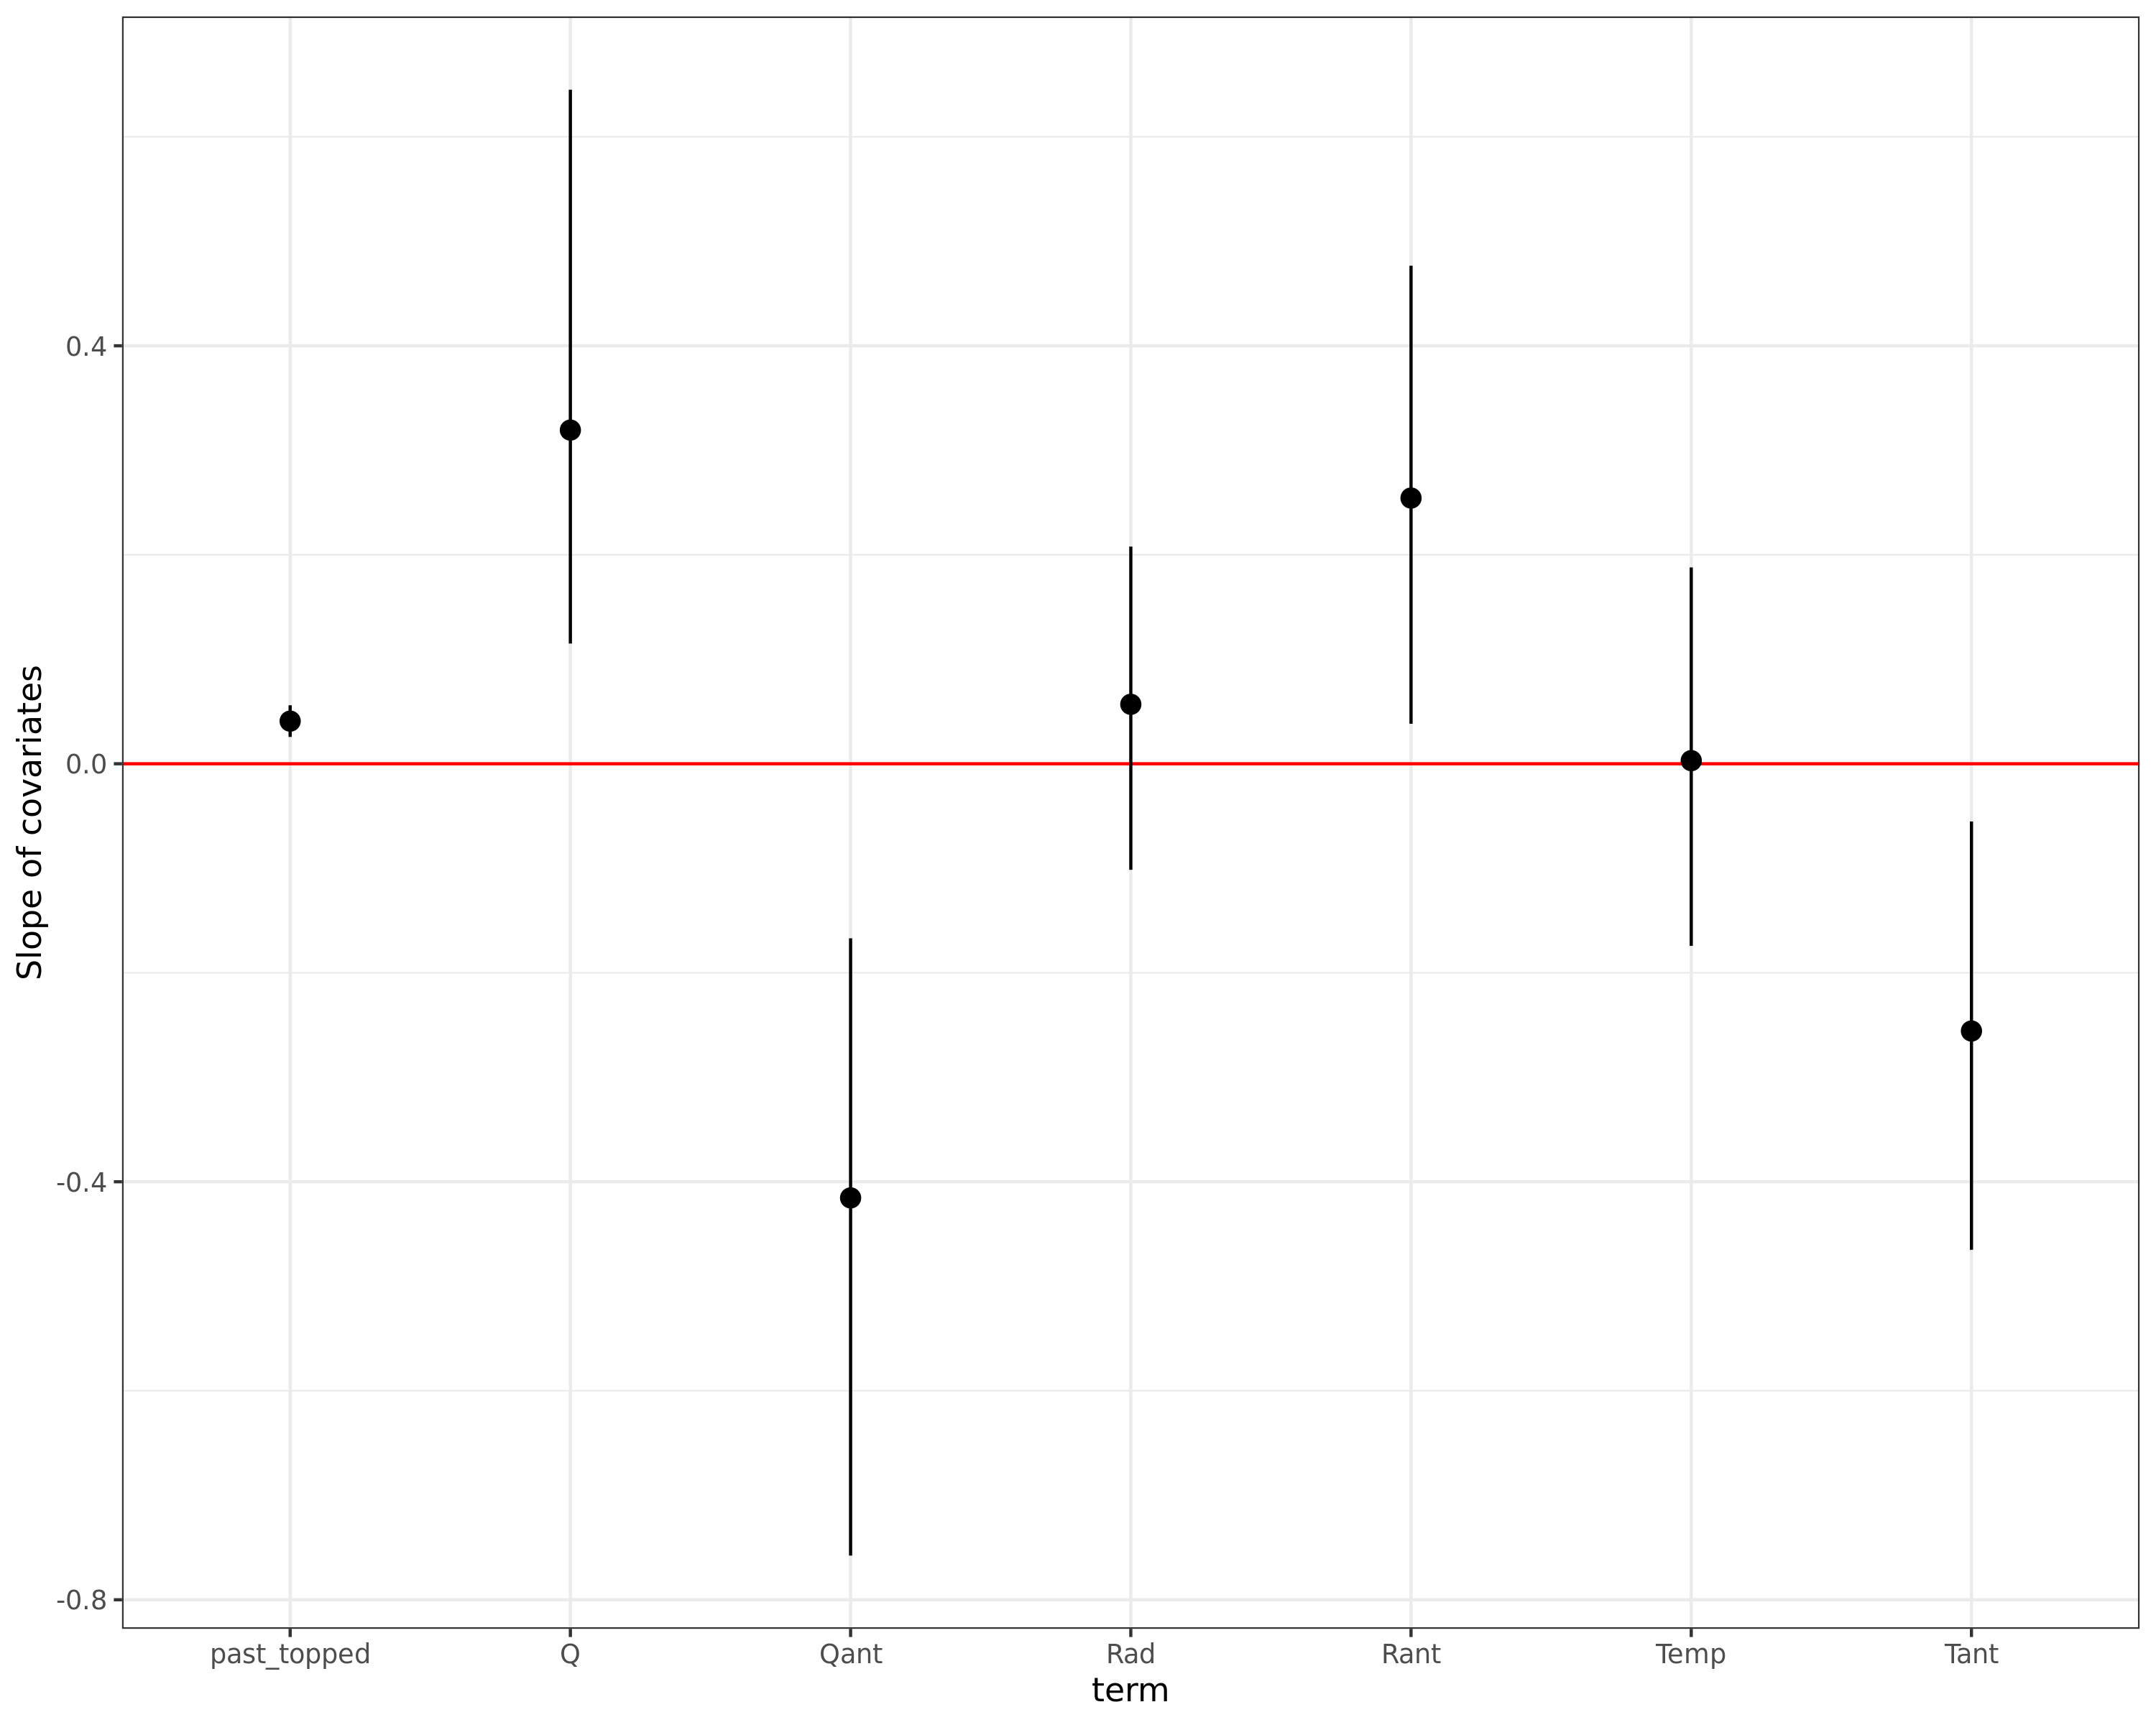 Slope of covariates
0.4
0.0
-0.4
-0.8
past_topped Q Qant Rad Rant Temp Tant
term